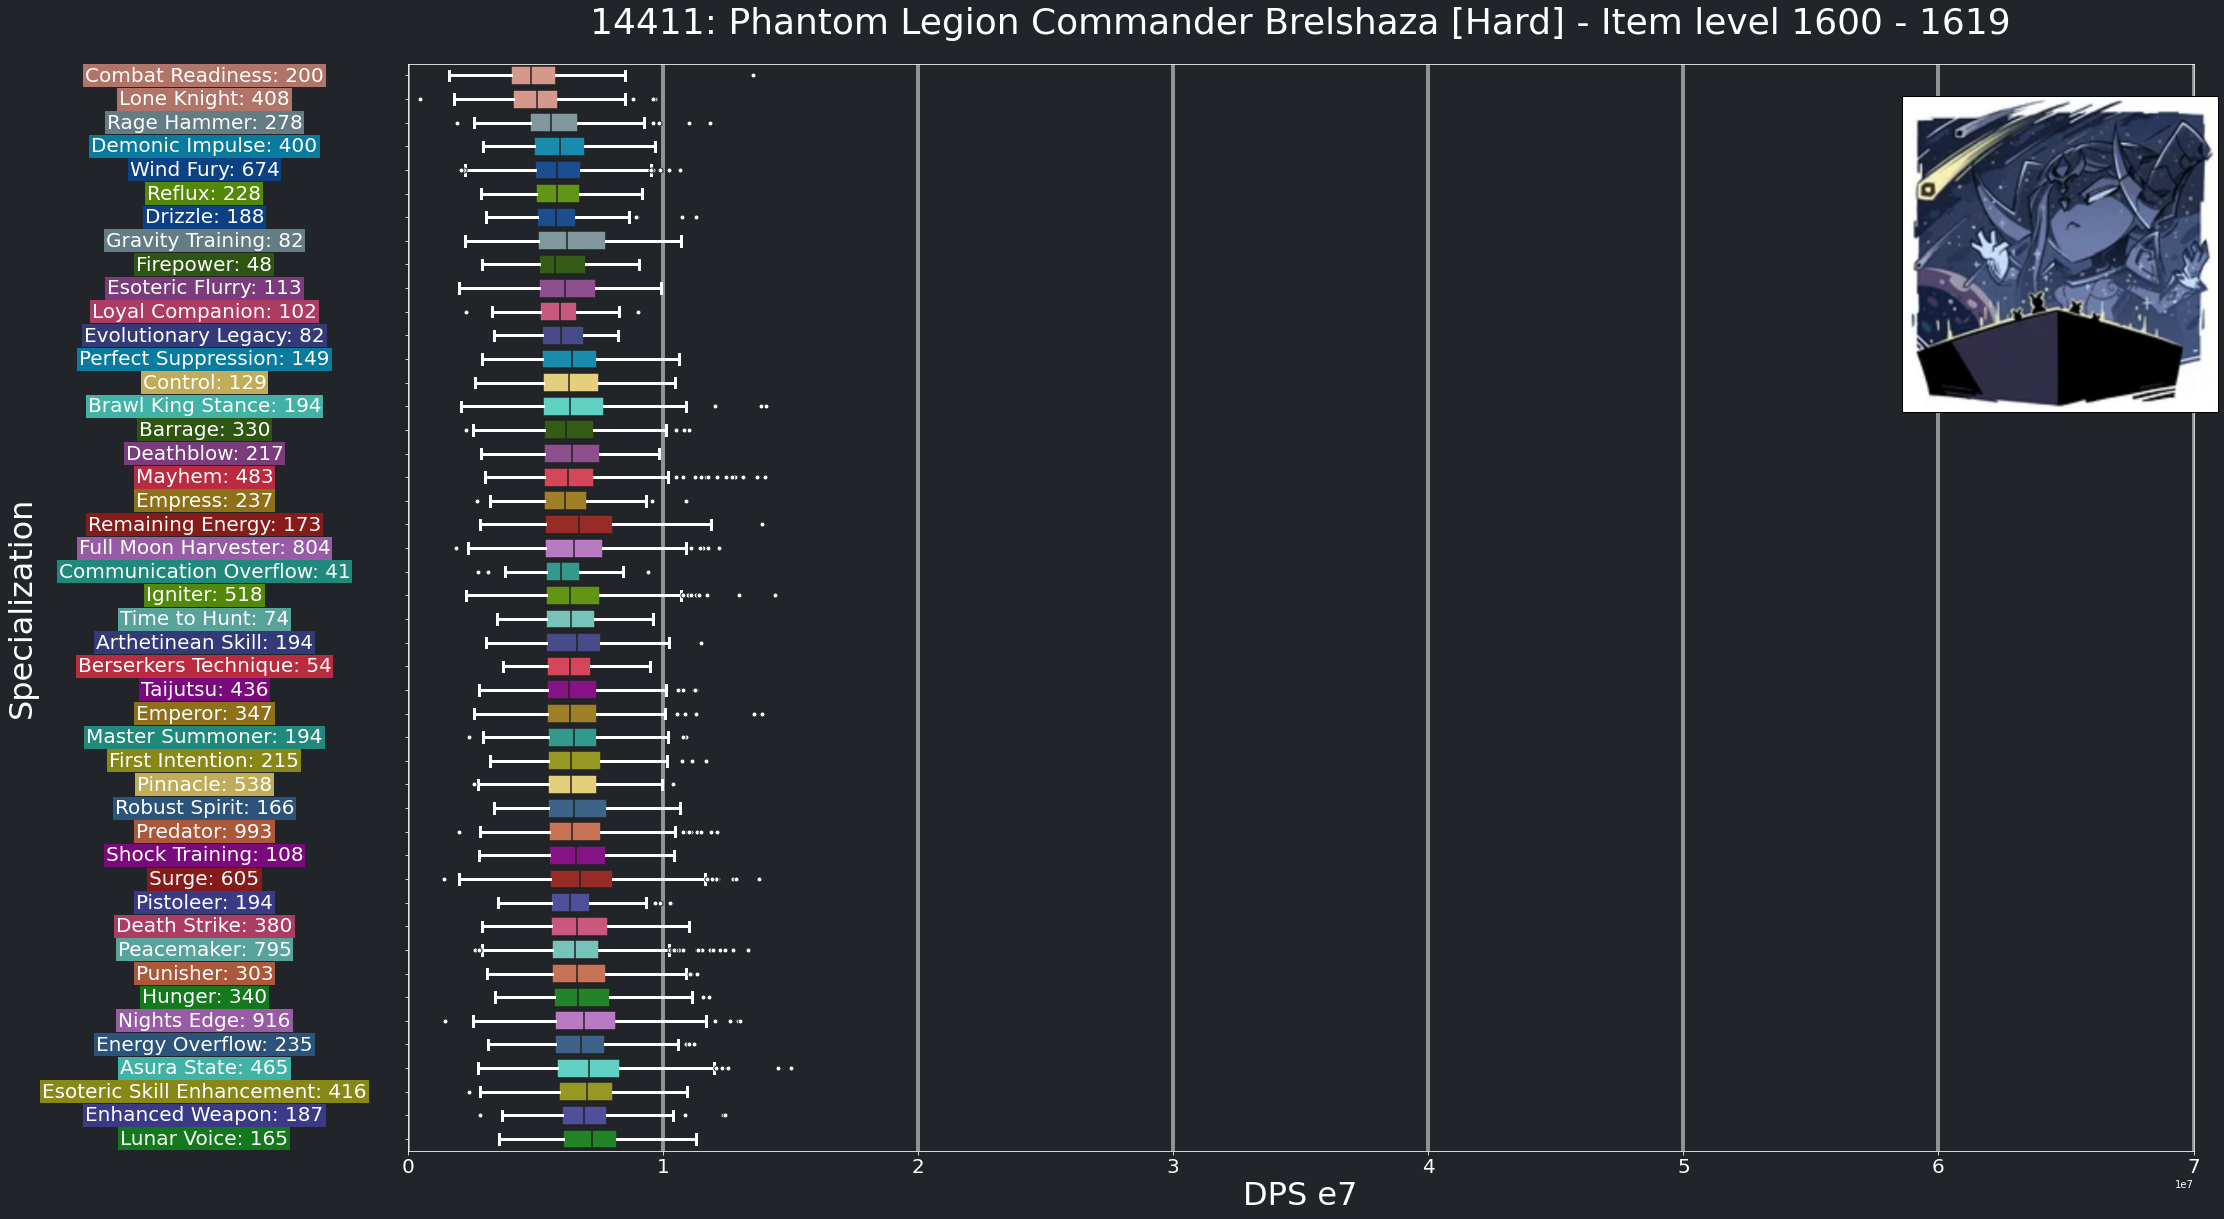 14411: Phantom Legion Commander Brelshaza [Hard] - Item level 1600 - 1619
Specialization
Combat Readiness: 200
Lone Knight: 408
Rage Hammer: 278
Demonic Impulse: 400
Wind Fury: 674
Reflux: 228
Drizzle: 188
Gravity Training: 82
Firepower: 48
Esoteric Flurry: 113
Loyal Companion: 102
Evolutionary Legacy: 82
Perfect Suppression: 149
Control: 129
Brawl King Stance: 194
Barrage: 330
Deathblow: 217
Mayhem: 483
Empress: 237
Remaining Energy: 173
Full Moon Harvester: 804
Communication Overflow: 41
Igniter: 518
Time to Hunt: 74
Arthetinean Skill: 194
Berserkers Technique: 54
Taijutsu: 436
Emperor: 347
Master Summoner: 194
First Intention: 215
Pinnacle: 538
Robust Spirit: 166
Predator: 993
Shock Training: 108
Surge: 605
Pistoleer: 194
Death Strike: 380
Peacemaker: 795
Punisher: 303
Hunger: 340
Nights Edge: 916
Energy Overflow: 235
Asura State: 465
Esoteric Skill Enhancement: 416
Enhanced Weapon: 187
Lunar Voice: 165
0 1 2 3 4 5 6 7
1e7
DPS e7